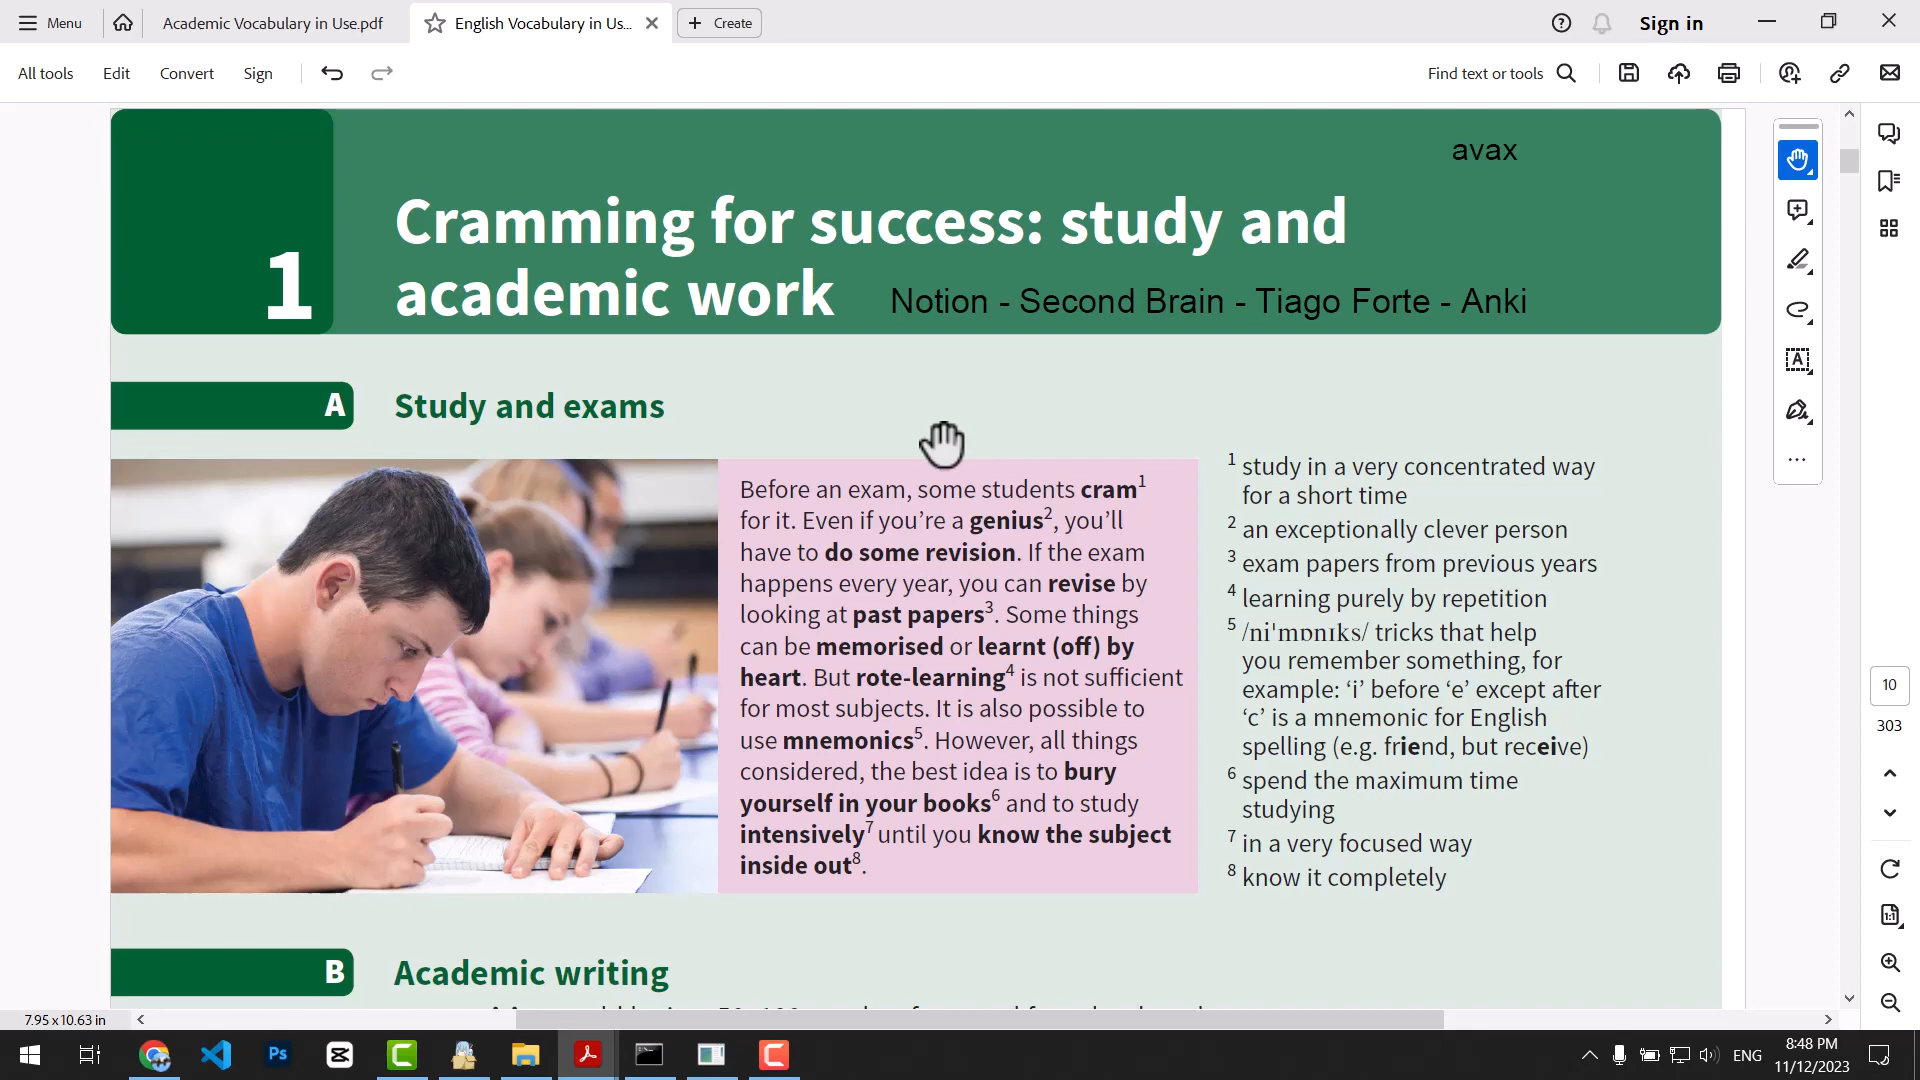 Menu
Academic Vocabulary in Use.pdf
English Vocabulary in Us...
Create
Sign in
All tools
Edit
Convert
Sign
Find text or tools
avax
1
Cramming for success: study and
academic work
Notion - Second Brain - Tiago Forte - Anki
A
Study and exams
Before an exam, some students cram1
for it. Even if you’re a genius2, you’ll
have to do some revision. If the exam
happens every year, you can revise by
looking at past papers3. Some things
can be memorised or learnt (off) by
heart. But rote-learning4 is not sufficient
for most subjects. It is also possible to
use mnemonics5. However, all things
considered, the best idea is to bury
yourself in your books6 and to study
intensively7 until you know the subject
inside out8.
1 study in a very concentrated way
for a short time
2 an exceptionally clever person
3 exam papers from previous years
4 learning purely by repetition
5 /niˈmɒnɪks/ tricks that help
you remember something, for
example: ‘i’ before ‘e’ except after
‘c’ is a mnemonic for English
spelling (e.g. friend, but receive)
6 spend the maximum time
studying
7 in a very focused way
8 know it completely
B
Academic writing
10
303
7.95 x 10.63 in
Ps
ENG
8:48 PM
11/12/2023